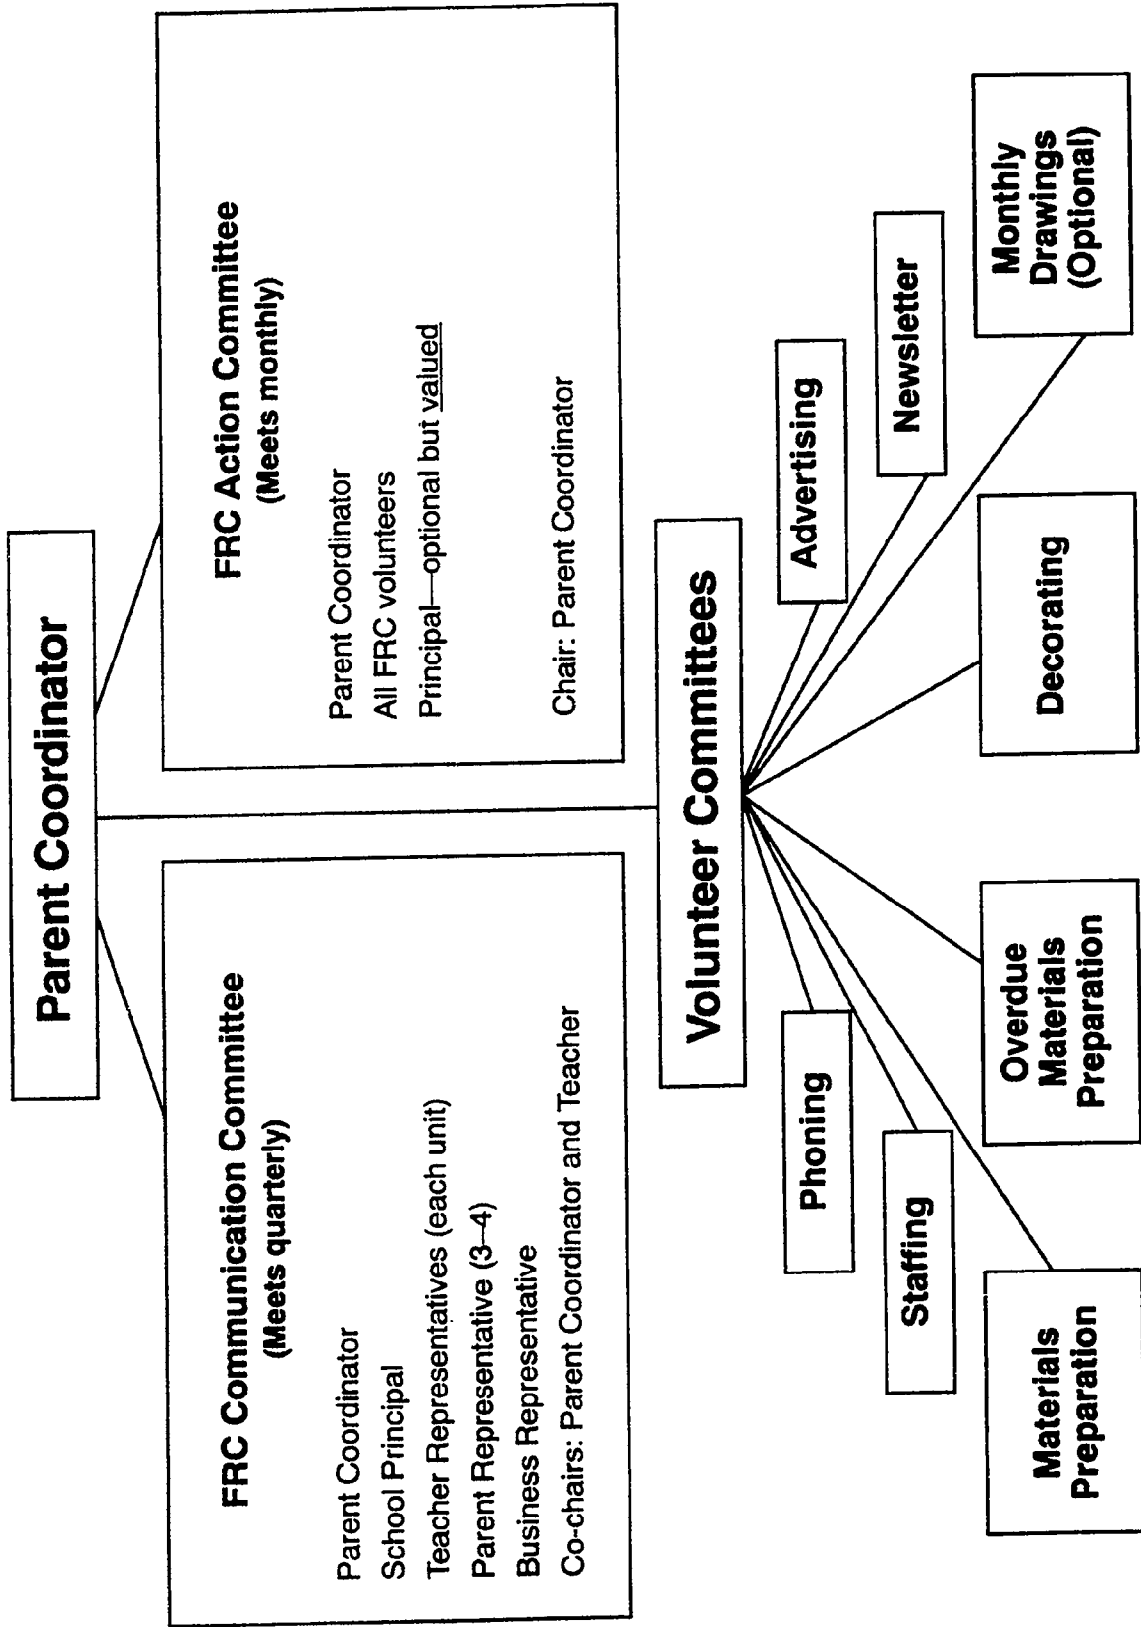 Parent Coordinator
FRC Communication Committee
(Meets quarterly)
Parent Coordinator
School Principal
Teacher Representatives (each unit)
Parent Representative (3–4)
Business Representative
Co-chairs: Parent Coordinator and Teacher
FRC Action Committee
(Meets monthly)
Parent Coordinator
All FRC volunteers
Principal—optional but valued
Chair: Parent Coordinator
Volunteer Committees
Phoning
Staffing
Materials
Preparation
Overdue
Materials
Preparation
Decorating
Advertising
Newsletter
Monthly
Drawings
(Optional)